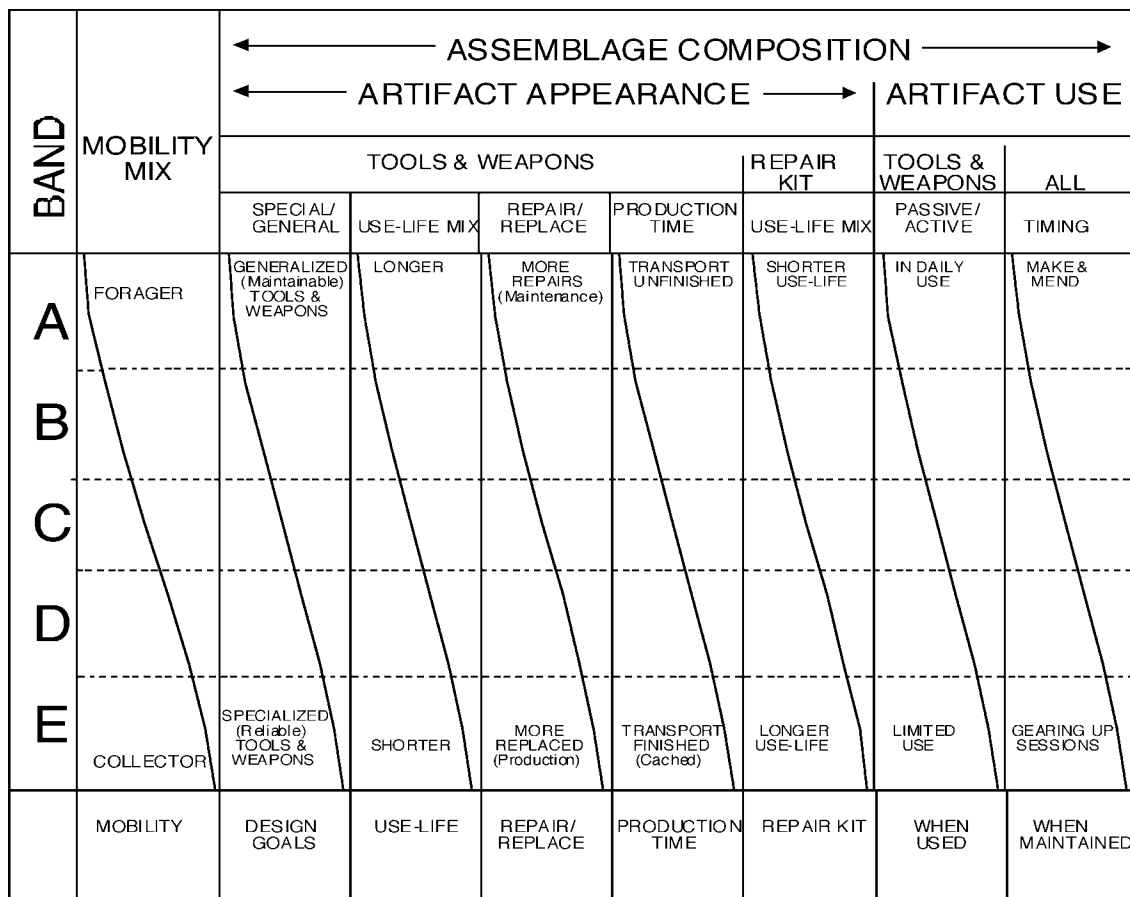 ASSEMBLAGE COMPOSITION
ARTIFACT APPEARANCE
ARTIFACT USE
BAND
MOBILITY
MIX
TOOLS & WEAPONS
REPAIR
KIT
TOOLS &
WEAPONS
ALL
SPECIAL/
GENERAL
USE-LIFE MIX
REPAIR/
REPLACE
PRODUCTION
TIME
USE-LIFE MIX
PASSIVE/
ACTIVE
TIMING
A
FORAGER
GENERALIZED
(Maintainable)
TOOLS &
WEAPONS
LONGER
MORE
REPAIRS
(Maintenance)
TRANSPORT
UNFINISHED
SHORTER
USE-LIFE
IN DAILY
USE
MAKE &
MEND
B
C
D
E
COLLECTOR
SPECIALIZED
(Reliable)
TOOLS &
WEAPONS
SHORTER
MORE
REPLACED
(Production)
TRANSPORT
FINISHED
(Cached)
LONGER
USE-LIFE
LIMITED
USE
GEARING UP
SESSIONS
MOBILITY
DESIGN
GOALS
USE-LIFE
REPAIR/
REPLACE
PRODUCTION
TIME
REPAIR KIT
WHEN
USED
WHEN
MAINTAINED